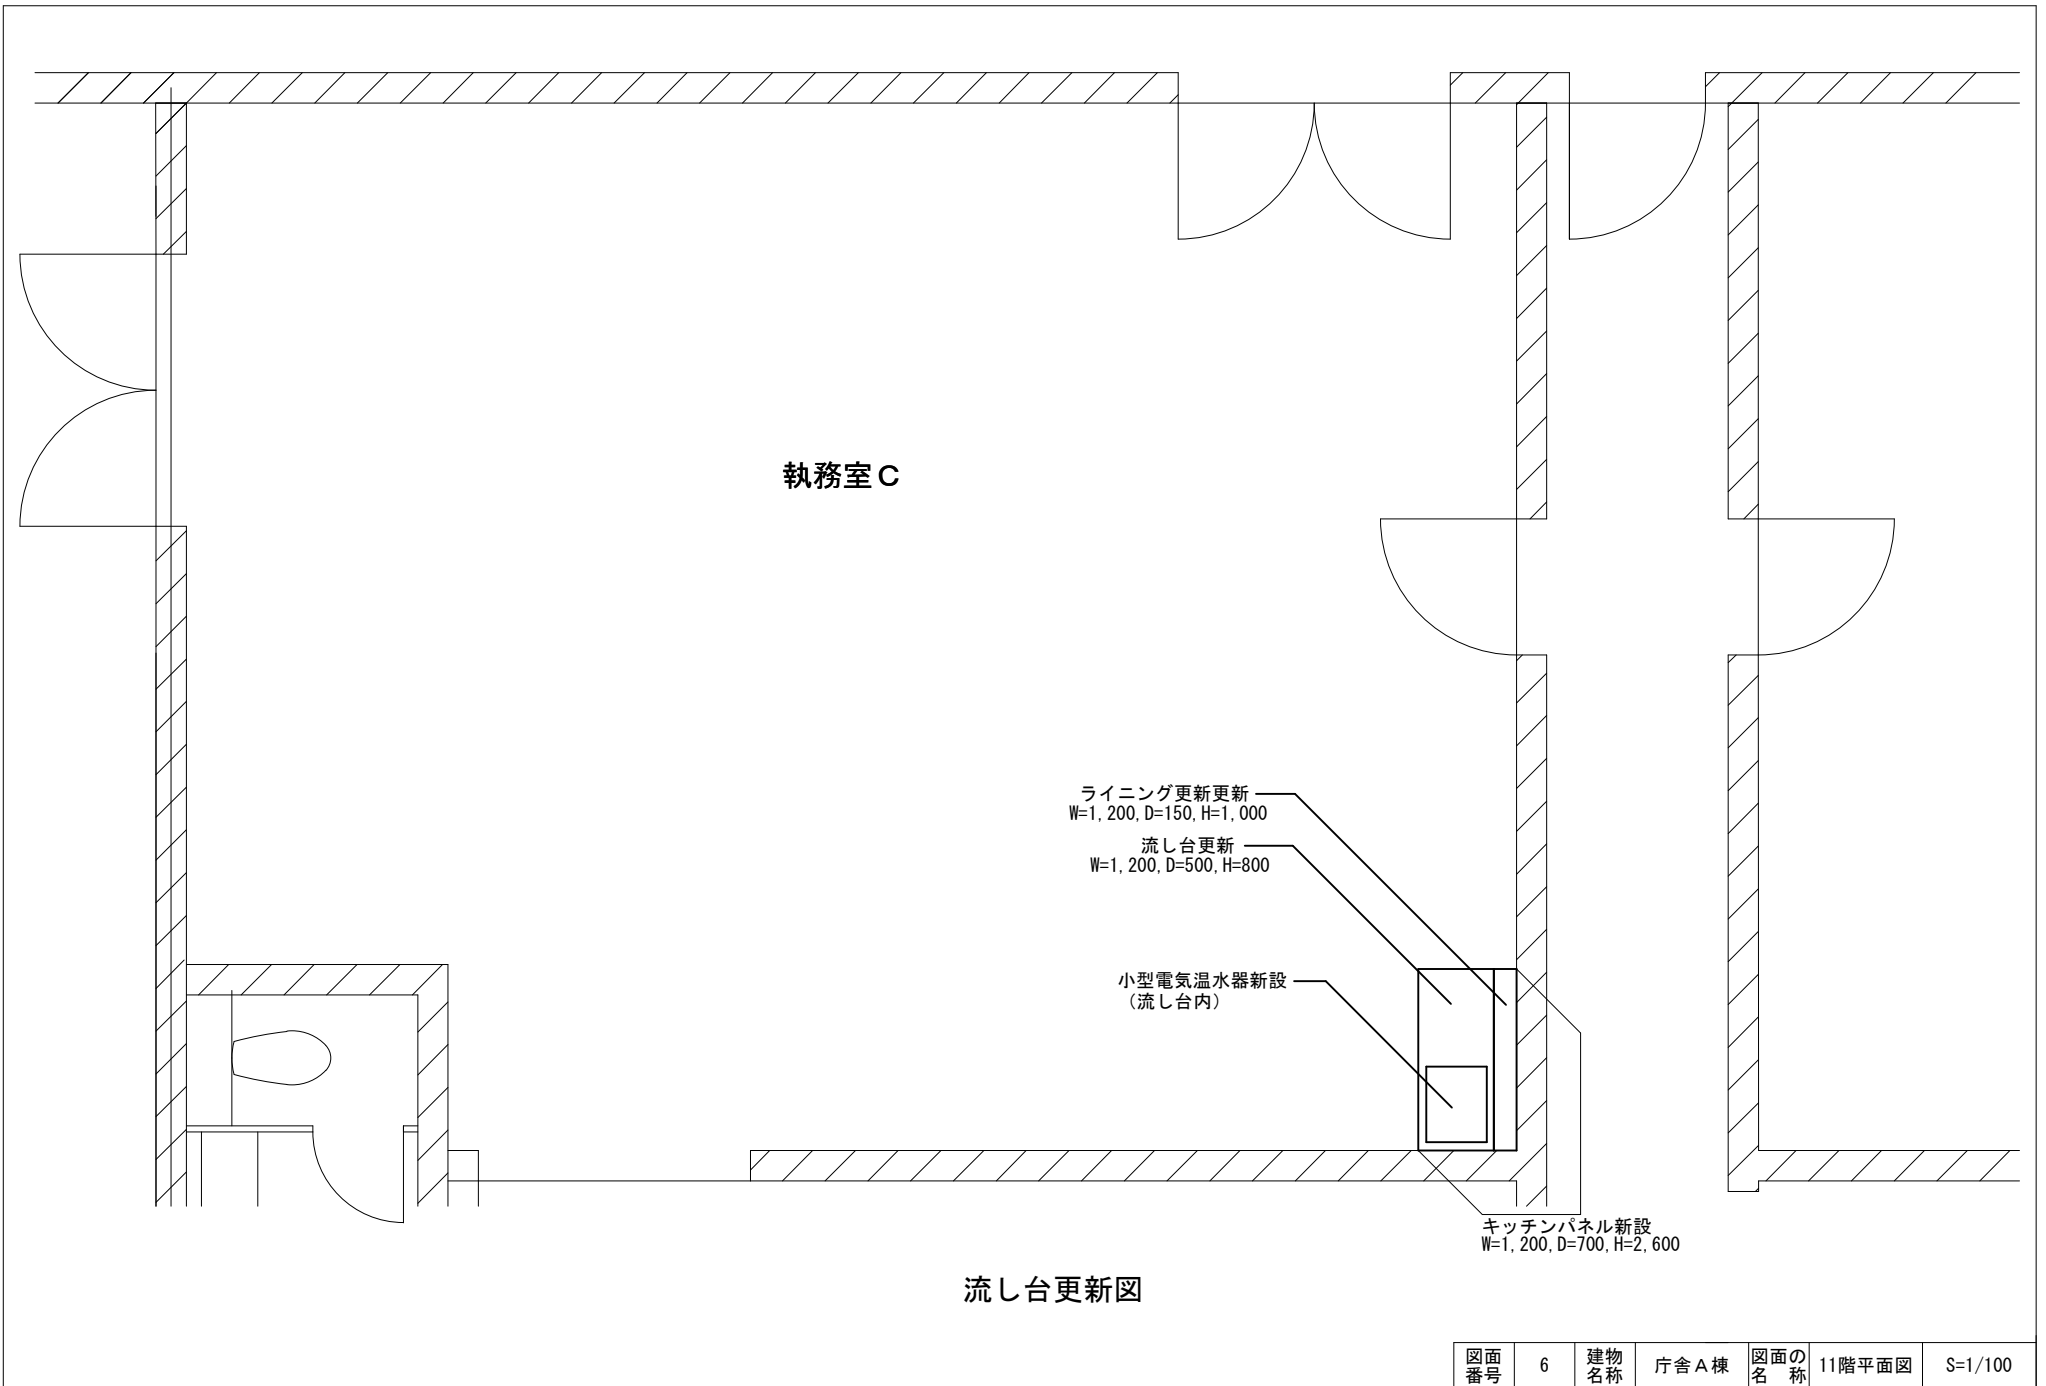 執務室C
ライニング更新更新
W=1,200,D=150,H=1,000
流し台更新
W=1,200,D=500,H=800
小型電気温水器新設
（流し台内）
キッチンパネル新設
W=1,200,D=700,H=2,600
流し台更新図
図面番号 6 建物名称 庁舎A棟 図面の名称 11階平面図 S=1/100